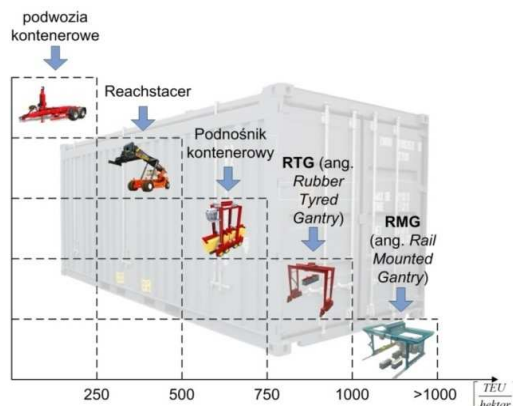 podwozia
kontenerowe
Reachstacer
Podnośnik
kontenerowy
RTG (ang.
Rubber
Tyred
Gantry)
RMG
(ang. Rail
Mounted
Gantry)
250
500
750
1000
>1000
[TEU
hektar]